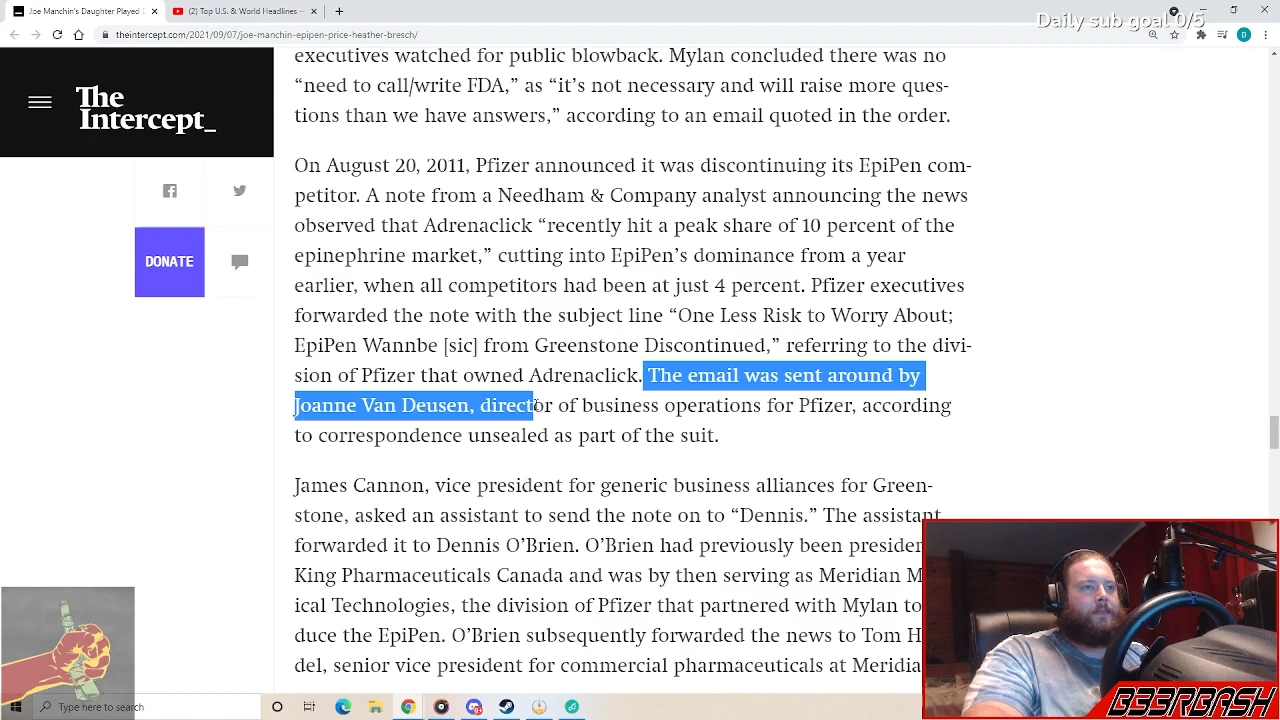 Joe Manchin's Daughter Played D
(2) Top U.S. & World Headlines —
Daily sub goal 0/5
theintercept.com/2021/09/07/joe-manchin-epipen-price-heather-bresch/
D
The
Intercept_
DONATE
executives watched for public blowback. Mylan concluded there was no
“need to call/write FDA,” as “it’s not necessary and will raise more ques-
tions than we have answers,” according to an email quoted in the order.
On August 20, 2011, Pfizer announced it was discontinuing its EpiPen com-
petitor. A note from a Needham & Company analyst announcing the news
observed that Adrenaclick “recently hit a peak share of 10 percent of the
epinephrine market,” cutting into EpiPen’s dominance from a year
earlier, when all competitors had been at just 4 percent. Pfizer executives
forwarded the note with the subject line “One Less Risk to Worry About;
EpiPen Wannbe [sic] from Greenstone Discontinued,” referring to the divi-
sion of Pfizer that owned Adrenaclick. The email was sent around by
Joanne Van Deusen, director of business operations for Pfizer, according
to correspondence unsealed as part of the suit.
James Cannon, vice president for generic business alliances for Green-
stone, asked an assistant to send the note on to “Dennis.” The assistant
forwarded it to Dennis O’Brien. O’Brien had previously been presiden
King Pharmaceuticals Canada and was by then serving as Meridian M
ical Technologies, the division of Pfizer that partnered with Mylan to
duce the EpiPen. O’Brien subsequently forwarded the news to Tom H
del, senior vice president for commercial pharmaceuticals at Meridia
Type here to search
B33RBASH